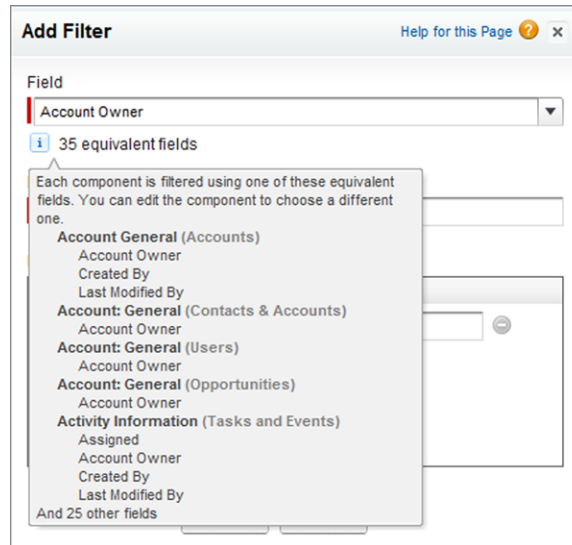 Add Filter
Help for this Page
Field
Account Owner
35 equivalent fields
Each component is filtered using one of these equivalent
fields. You can edit the component to choose a different
one.
Account General (Accounts)
Account Owner
Created By
Last Modified By
Account: General (Contacts & Accounts)
Account Owner
Account: General (Users)
Account Owner
Account: General (Opportunities)
Account Owner
Activity Information (Tasks and Events)
Assigned
Account Owner
Created By
Last Modified By
And 25 other fields